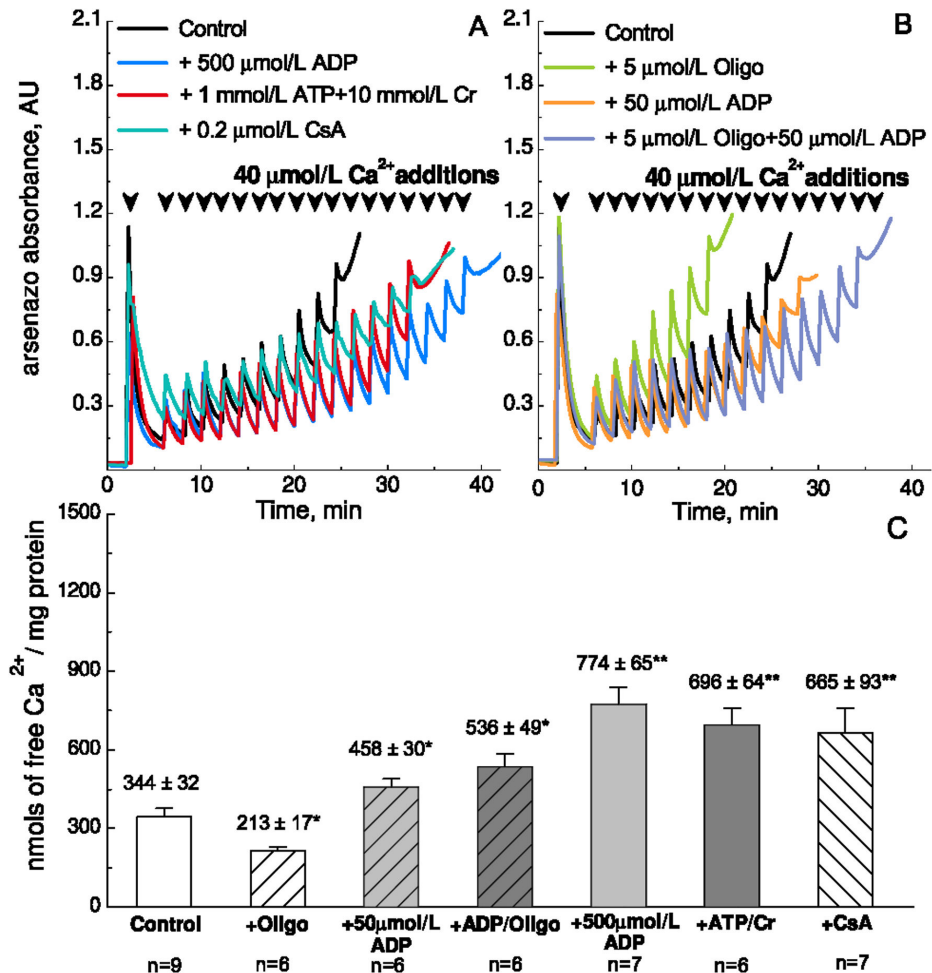 A
Control
+ 500 μmol/L ADP
+ 1 mmol/L ATP+10 mmol/L Cr
+ 0.2 μmol/L CsA
40 μmol/L Ca2+ additions
arsenazo absorbance, AU
2.1
1.8
1.5
1.2
0.9
0.6
0.3
0 10 20 30 40
Time, min
B
Control
+ 5 μmol/L Oligo
+ 50 μmol/L ADP
+ 5 μmol/L Oligo+50 μmol/L ADP
40 μmol/L Ca2+ additions
2.1
1.8
1.5
1.2
0.9
0.6
0.3
0 10 20 30 40
Time, min
C
nmols of free Ca2+/ mg protein
1500
1200
900
600
300
0
344 ± 32
213 ± 17*
458 ± 30*
536 ± 49*
774 ± 65**
696 ± 64**
665 ± 93**
Control
+Oligo
+50μmol/L
ADP
+ADP/Oligo
+500μmol/L
ADP
+ATP/Cr
+CsA
n=9 n=6 n=6 n=6 n=7 n=6 n=7